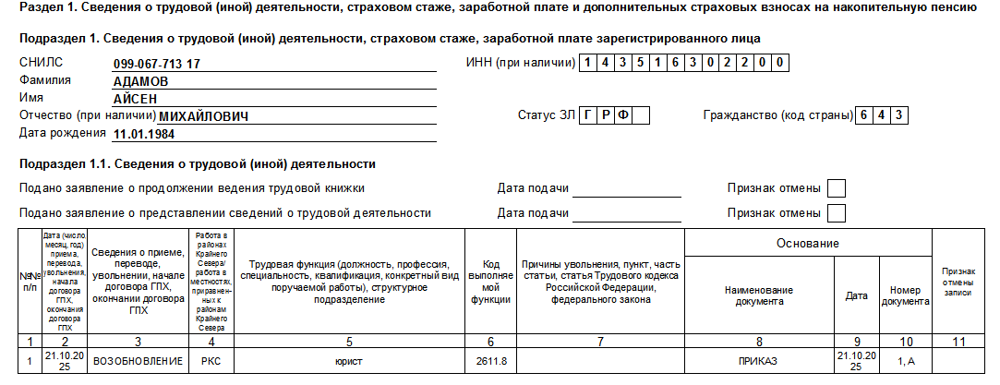 Раздел 1. Сведения о трудовой (иной) деятельности, страховом стаже, заработной плате и дополнительных страховых взносах на накопительную пенсию
Подраздел 1. Сведения о трудовой (иной) деятельности, страховом стаже, заработной плате зарегистрированного лица
СНИЛС 099-067-713 17 ИНН (при наличии) 1 4 3 5 1 6 3 0 2 2 0 0
Фамилия АДАМОВ
Имя АЙСЕН
Отчество (при наличии) МИХАЙЛОВИЧ Статус ЗЛ Г Р Ф Гражданство (код страны) 6 4 3
Дата рождения 11.01.1984
Подраздел 1.1. Сведения о трудовой (иной) деятельности
Подано заявление о продолжении ведения трудовой книжки Дата подачи Признак отмены
Подано заявление о представлении сведений о трудовой деятельности Дата подачи Признак отмены
№№
п/п
Дата (число,
месяц, год)
приема,
перевода,
увольнения,
начала
договора
ГПХ,
окончания
договора
ГПХ
Сведения о приеме,
переводе,
увольнении, начале
договора ГПХ,
окончании договора
ГПХ
Работа в
районах
Крайнего
Севера/
работа в
местностях,
приравнен-
ных к
районам
Крайнего
Севера
Трудовая функция (должность, профессия,
специальность, квалификация, конкретный вид
поручаемой работы), структурное
подразделение
Код
выполняе
мой
функции
Причины увольнения, пункт, часть
статьи, статья Трудового кодекса
Российской Федерации,
федерального закона
Основание
Наименование
документа
Дата
Номер
документа
Признак
отмены
записи
1 2 3 4 5 6 7 8 9 10 11
1 21.10.20
25 ВОЗОБНОВЛЕНИЕ РКС юрист 2611.8 ПРИКАЗ 21.10.20
25 1, А